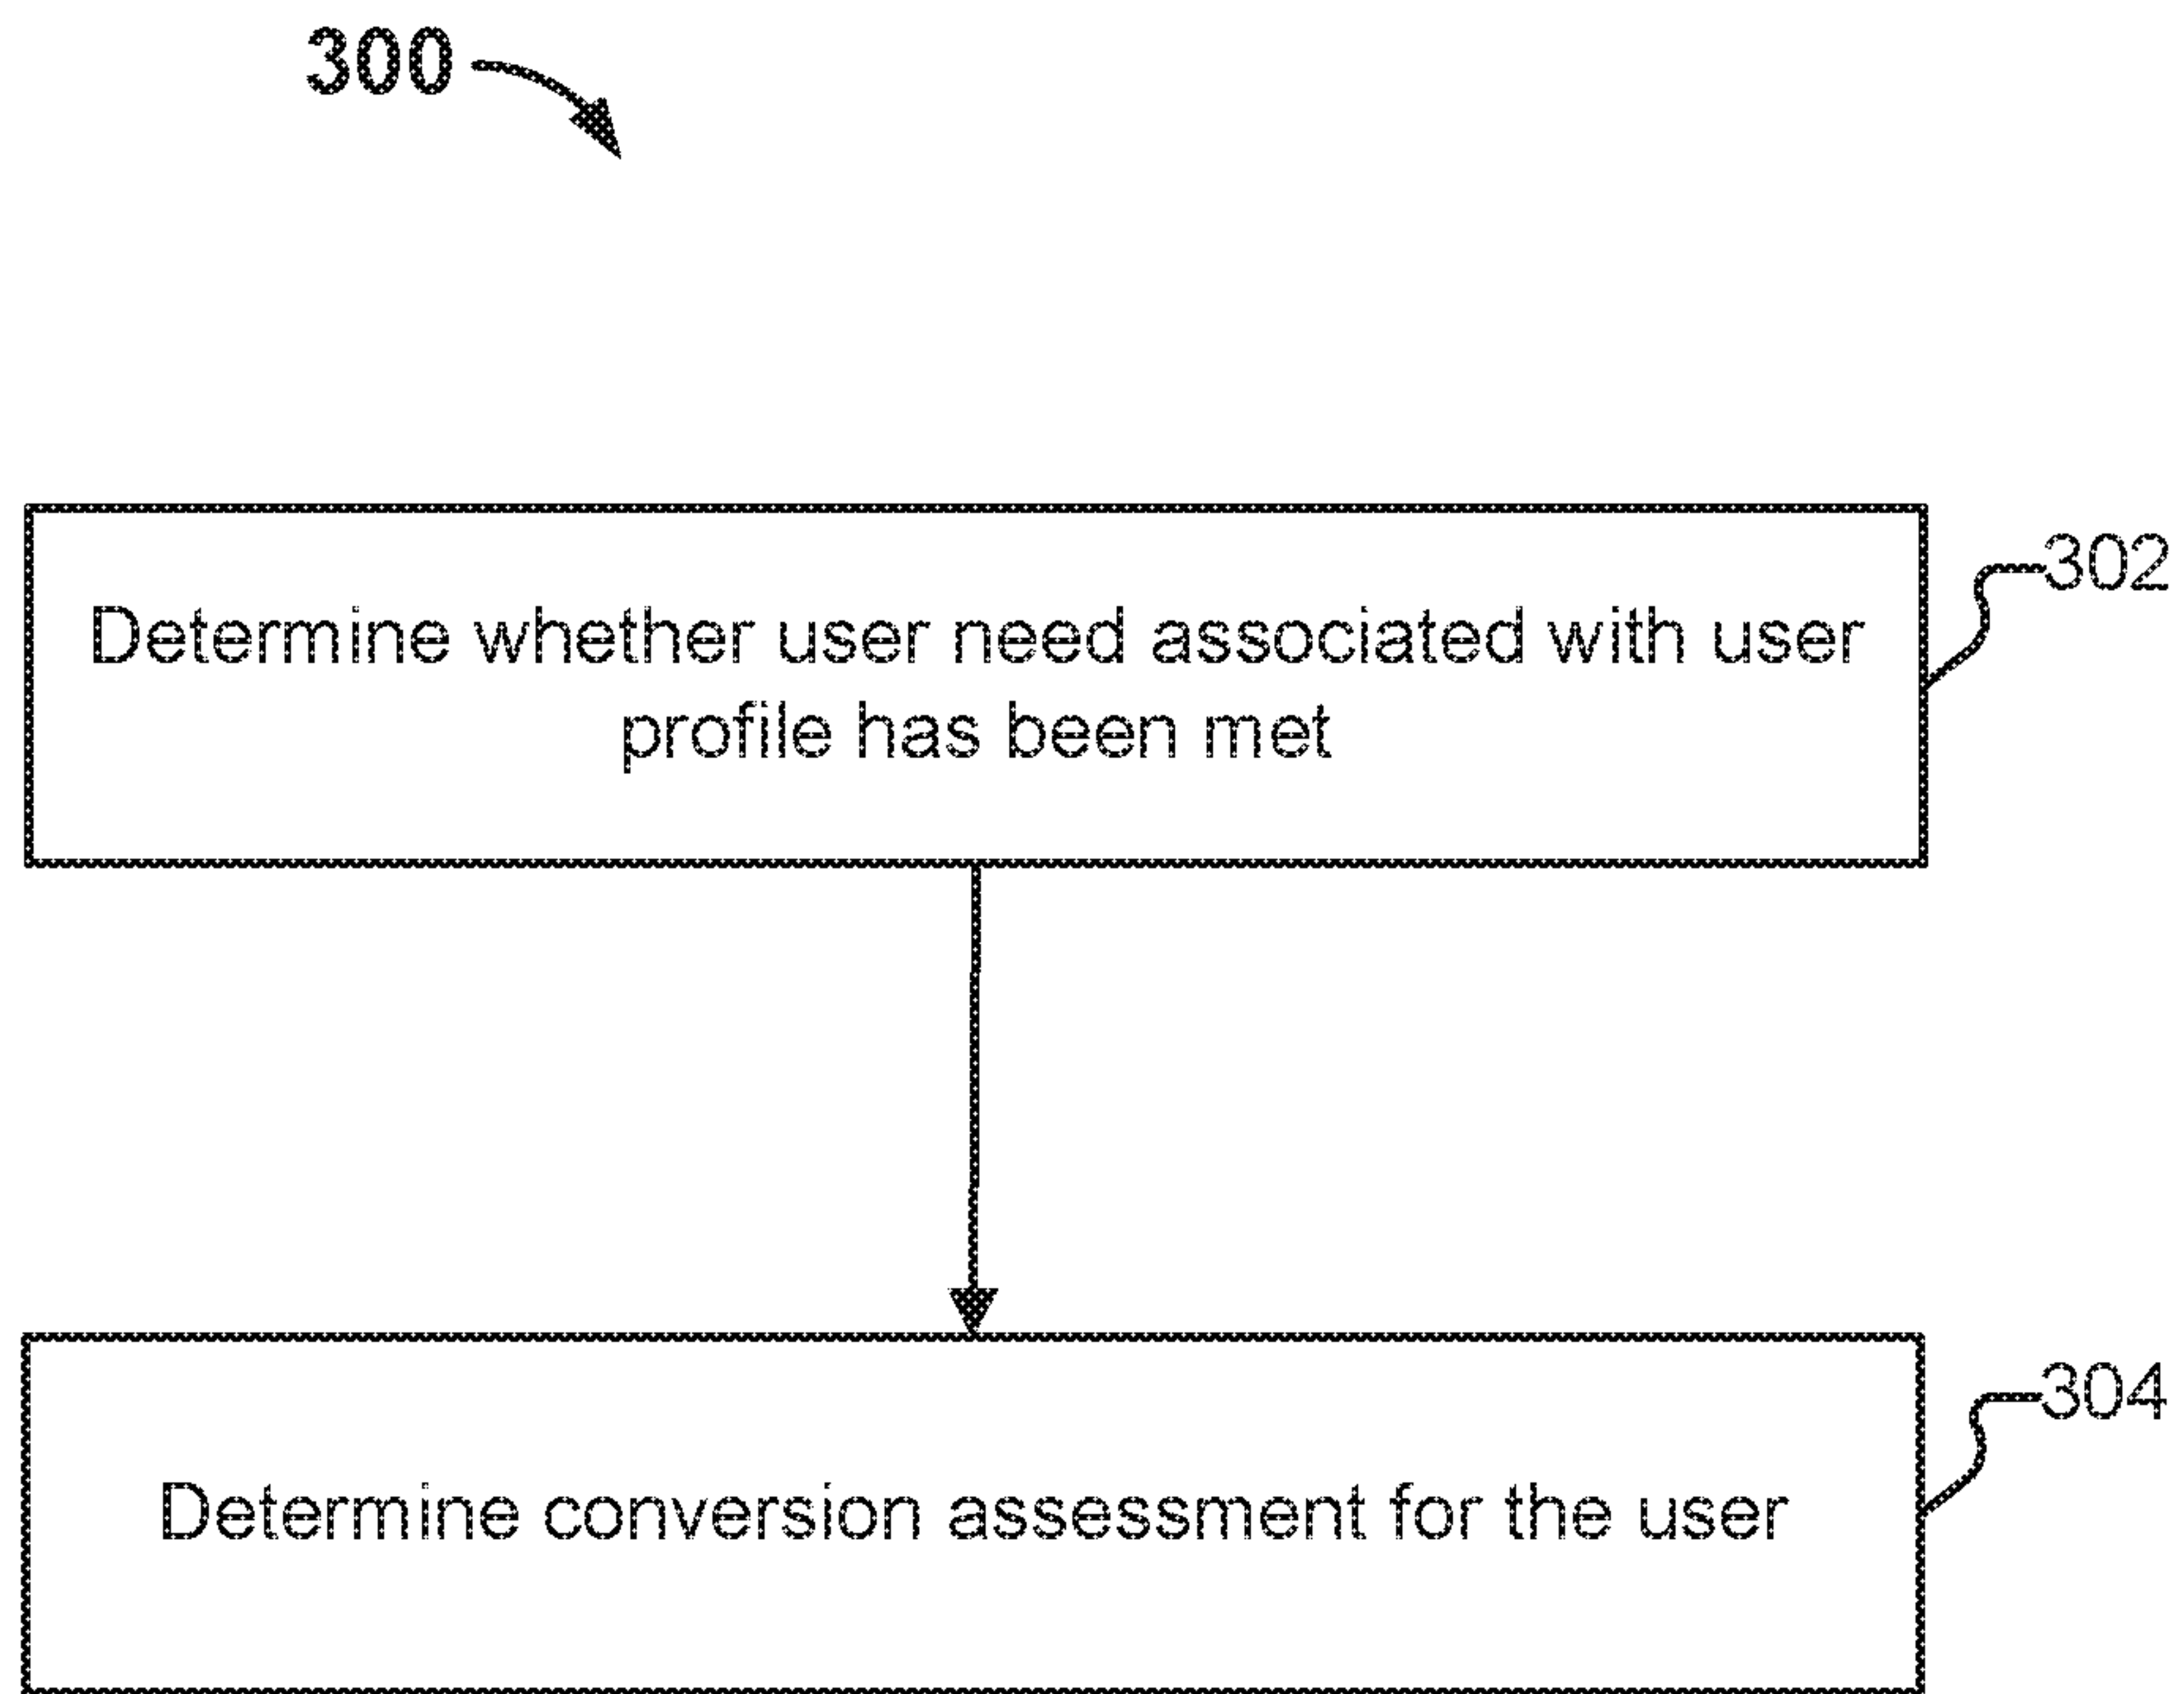 300
302
Determine whether user need associated with user
profile has been met
304
Determine conversion assessment for the user